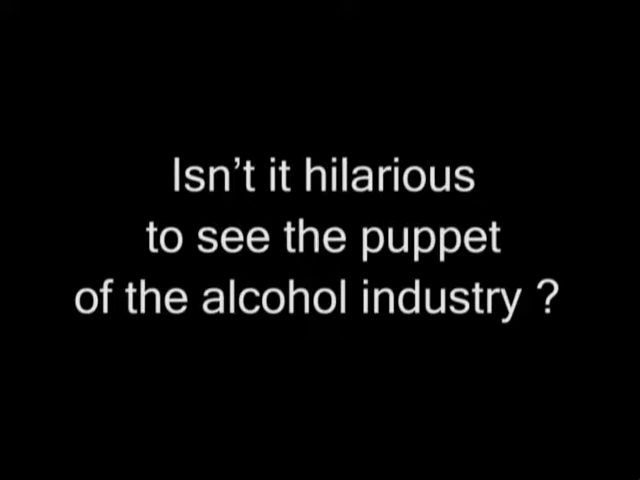 Isn’t it hilarious
to see the puppet
of the alcohol industry ?